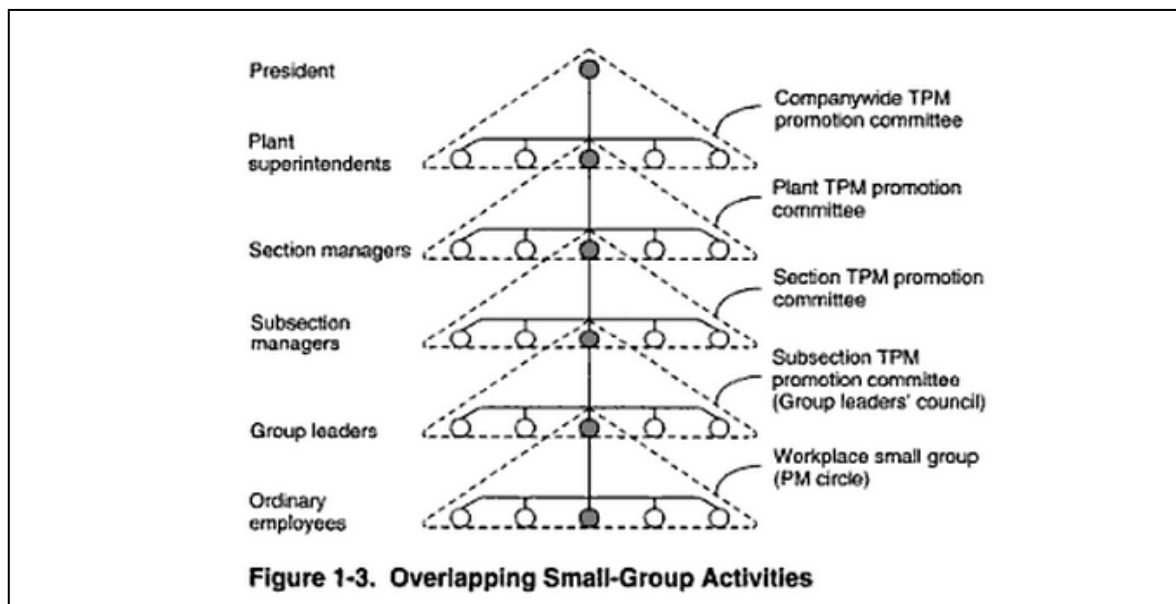 President
Companywide TPM
promotion committee
Plant
superintendents
Plant TPM promotion
committee
Section managers
Section TPM promotion
committee
Subsection
managers
Subsection TPM
promotion committee
(Group leaders' council)
Group leaders
Workplace small group
(PM circle)
Ordinary
employees
Figure 1-3. Overlapping Small-Group Activities